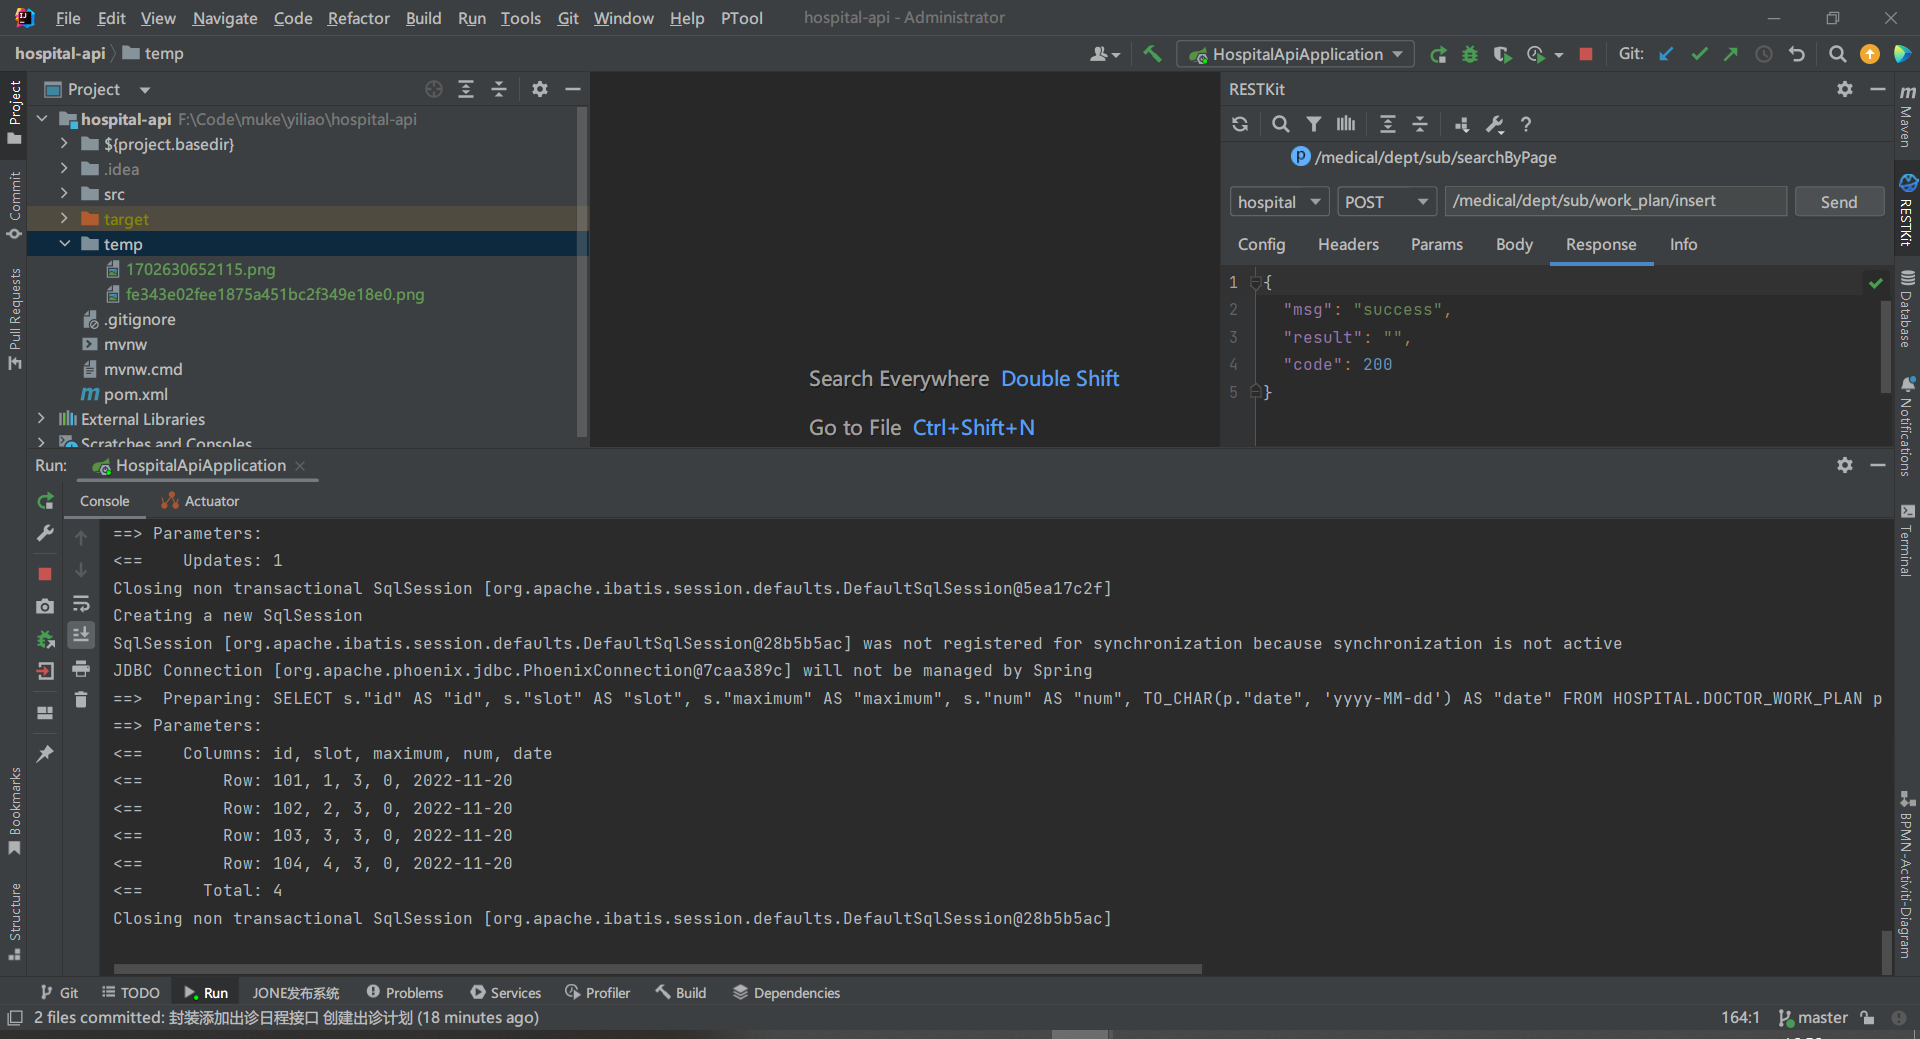 File Edit View Navigate Code Refactor Build Run Tools Git Window Help PTool hospital-api - Administrator
hospital-api temp HospitalApiApplication Git:
Project
hospital-api F:\Code\muke\yiliao\hospital-api
${project.basedir}
.idea
src
target
temp
1702630652115.png
fe343e02fee1875a451bc2f349e18e0.png
.gitignore
mvnw
mvnw.cmd
pom.xml
External Libraries
Scratches and Consoles
Search Everywhere Double Shift
Go to File Ctrl+Shift+N
RESTKit
/medical/dept/sub/searchByPage
hospital POST /medical/dept/sub/work_plan/insert Send
Config Headers Params Body Response Info
1 {
2 "msg": "success",
3 "result": "",
4 "code": 200
5 }
Run: HospitalApiApplication
Console Actuator
==> Parameters:
<==    Updates: 1
Closing non transactional SqlSession [org.apache.ibatis.session.defaults.DefaultSqlSession@5ea17c2f]
Creating a new SqlSession
SqlSession [org.apache.ibatis.session.defaults.DefaultSqlSession@28b5b5ac] was not registered for synchronization because synchronization is not active
JDBC Connection [org.apache.phoenix.jdbc.PhoenixConnection@7caa389c] will not be managed by Spring
==>  Preparing: SELECT s."id" AS "id", s."slot" AS "slot", s."maximum" AS "maximum", s."num" AS "num", TO_CHAR(p."date", 'yyyy-MM-dd') AS "date" FROM HOSPITAL.DOCTOR_WORK_PLAN p
==> Parameters:
<==    Columns: id, slot, maximum, num, date
<==        Row: 101, 1, 3, 0, 2022-11-20
<==        Row: 102, 2, 3, 0, 2022-11-20
<==        Row: 103, 3, 3, 0, 2022-11-20
<==        Row: 104, 4, 3, 0, 2022-11-20
<==      Total: 4
Closing non transactional SqlSession [org.apache.ibatis.session.defaults.DefaultSqlSession@28b5b5ac]
Project
Commit
Pull Requests
Bookmarks
Structure
Maven
RESTKit
Database
Notifications
Terminal
BPMN-Activiti-Diagram
Git TODO Run JONE发布系统 Problems Services Profiler Build Dependencies
2 files committed: 封装添加出诊日程接口 创建出诊计划 (18 minutes ago) 164:1 master